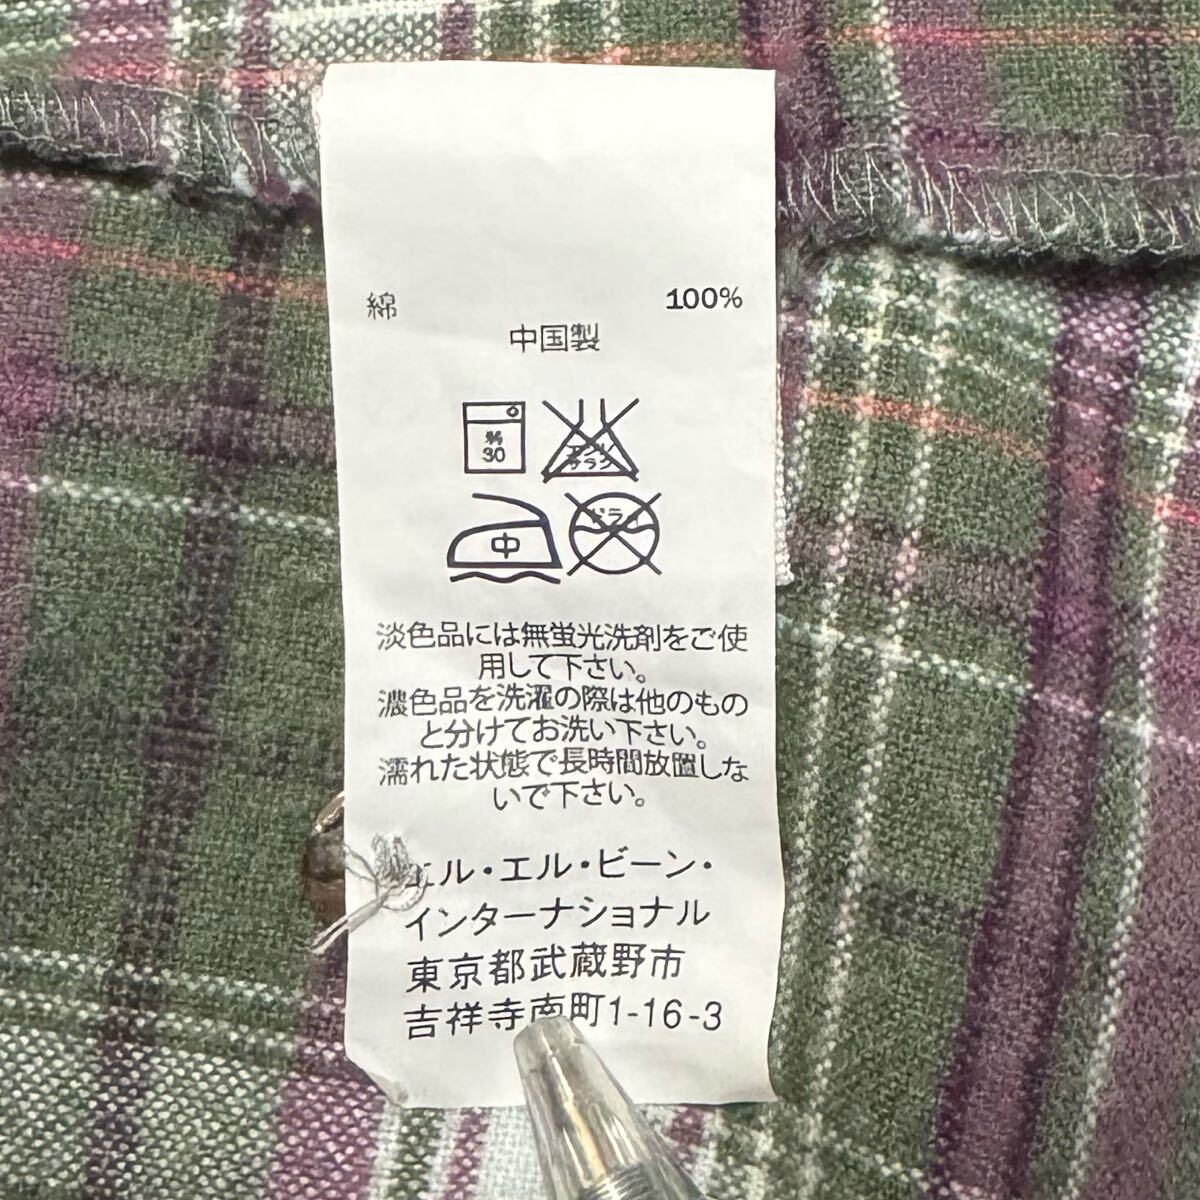 綿 100%
中国製
30
中
ドライ
淡色品には無蛍光洗剤をご使
用して下さい。
濃色品を洗濯の際は他のもの
と分けてお洗い下さい。
濡れた状態で長時間放置しな
いで下さい。
エル・エル・ビーン・
インターナショナル
東京都武蔵野市
吉祥寺南町1-16-3